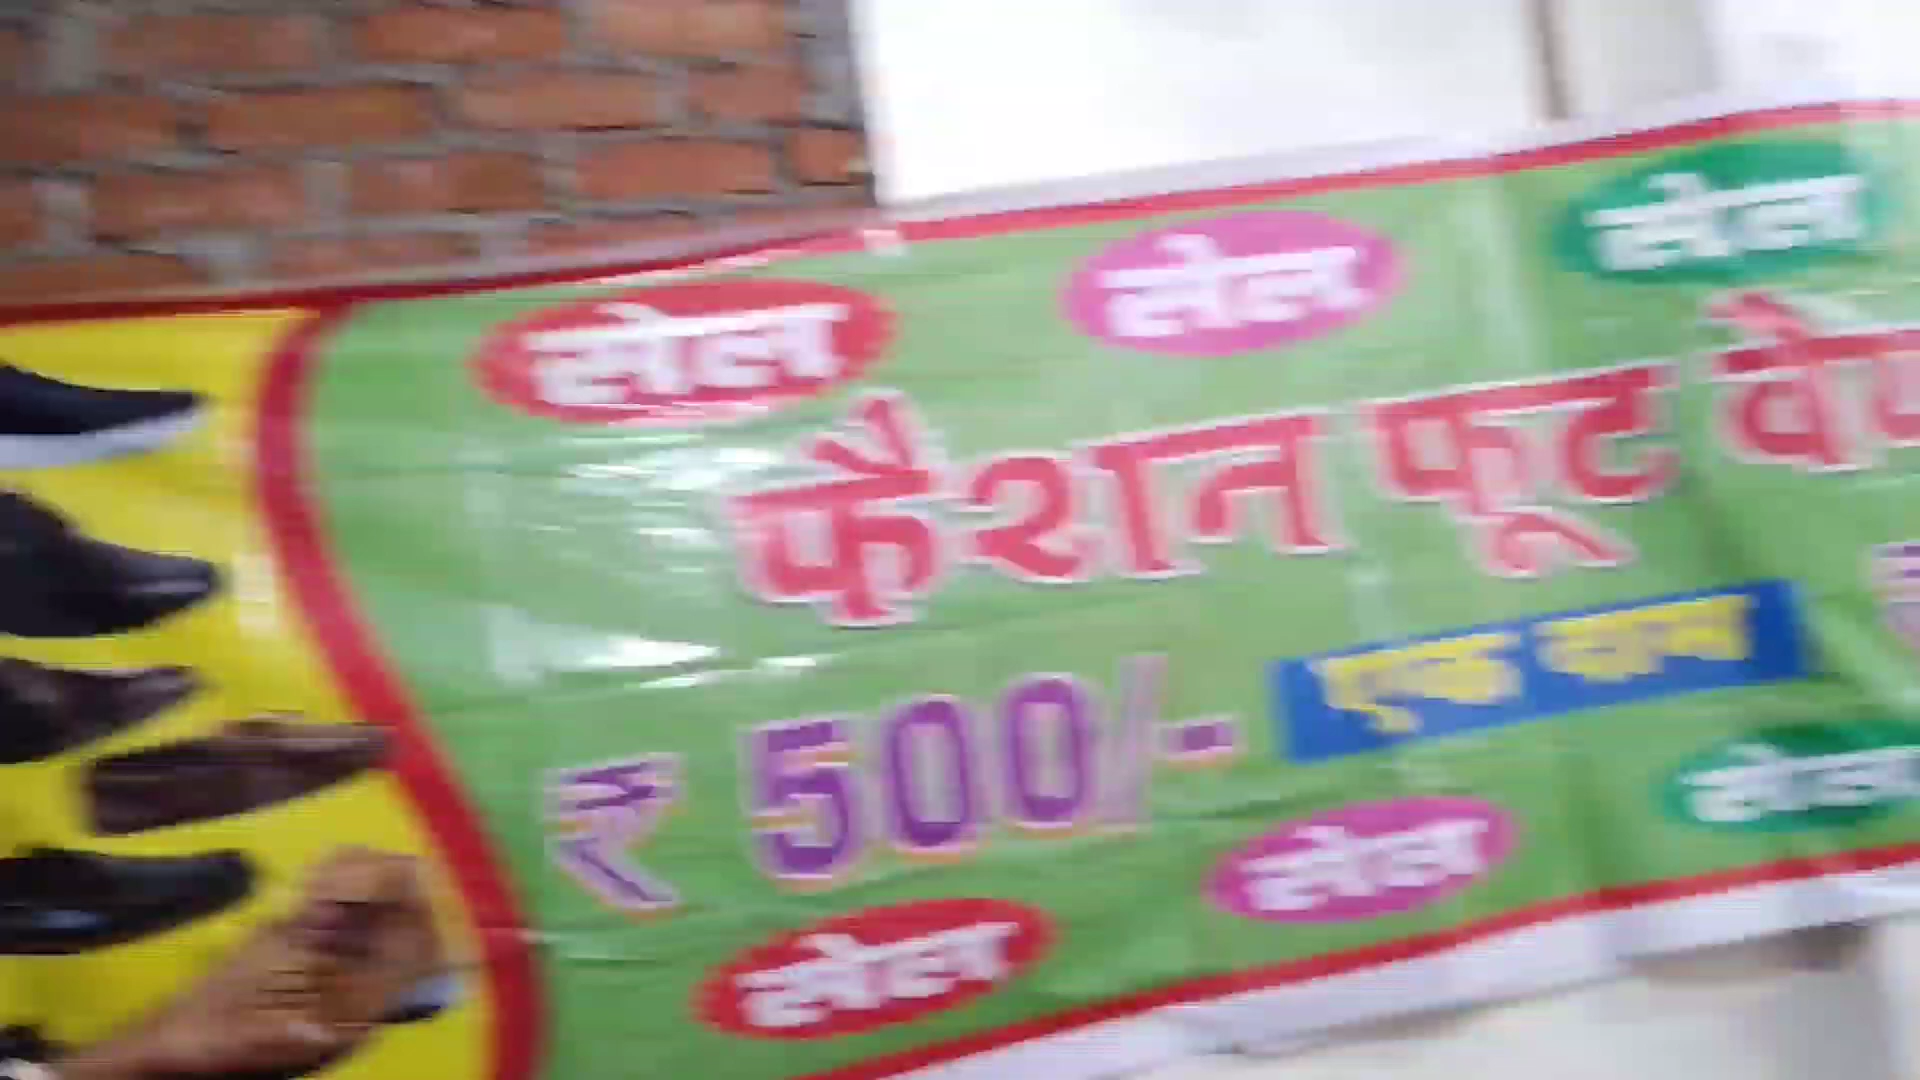 सेल सेल सेल
फैशन फूट वे
₹ 500/- एक दाम
सेल सेल सेल